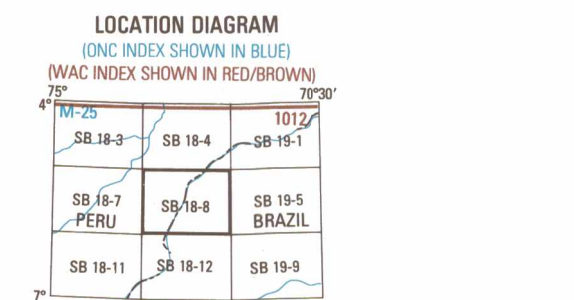 LOCATION DIAGRAM
(ONC INDEX SHOWN IN BLUE)
(WAC INDEX SHOWN IN RED/BROWN)
75° 70°30'
4° M-25 1012
SB 18-3 SB 18-4 SB 19-1
SB 18-7 SB 18-8 SB 19-5
PERU BRAZIL
SB 18-11 SB 18-12 SB 19-9
7°